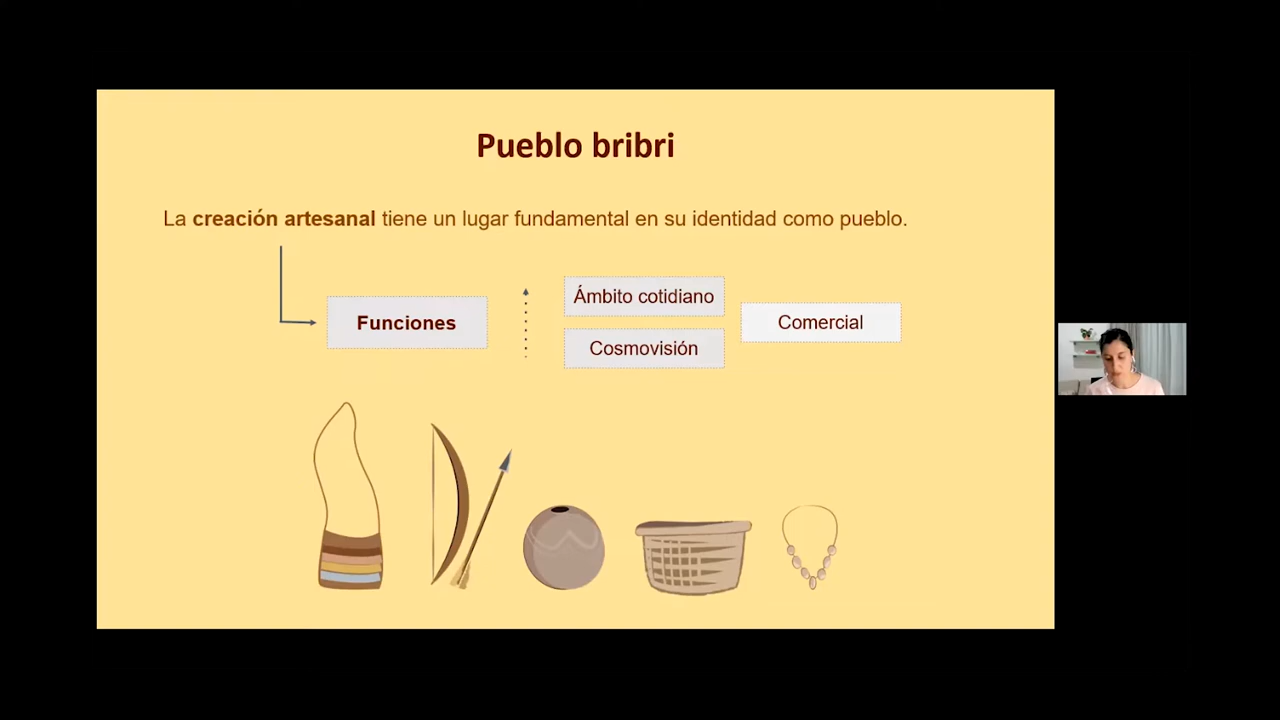 Pueblo bribri
La creación artesanal tiene un lugar fundamental en su identidad como pueblo.
Funciones
Ámbito cotidiano
Cosmovisión
Comercial